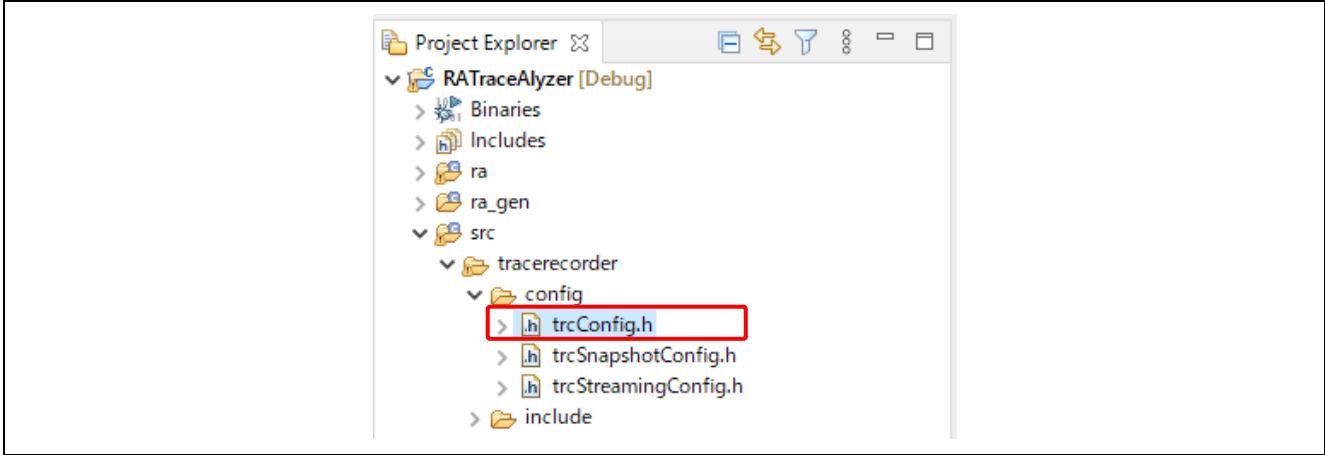 Project Explorer
RATraceAlyzer [Debug]
Binaries
Includes
ra
ra_gen
src
tracerecorder
config
.h trcConfig.h
.h trcSnapshotConfig.h
.h trcStreamingConfig.h
include